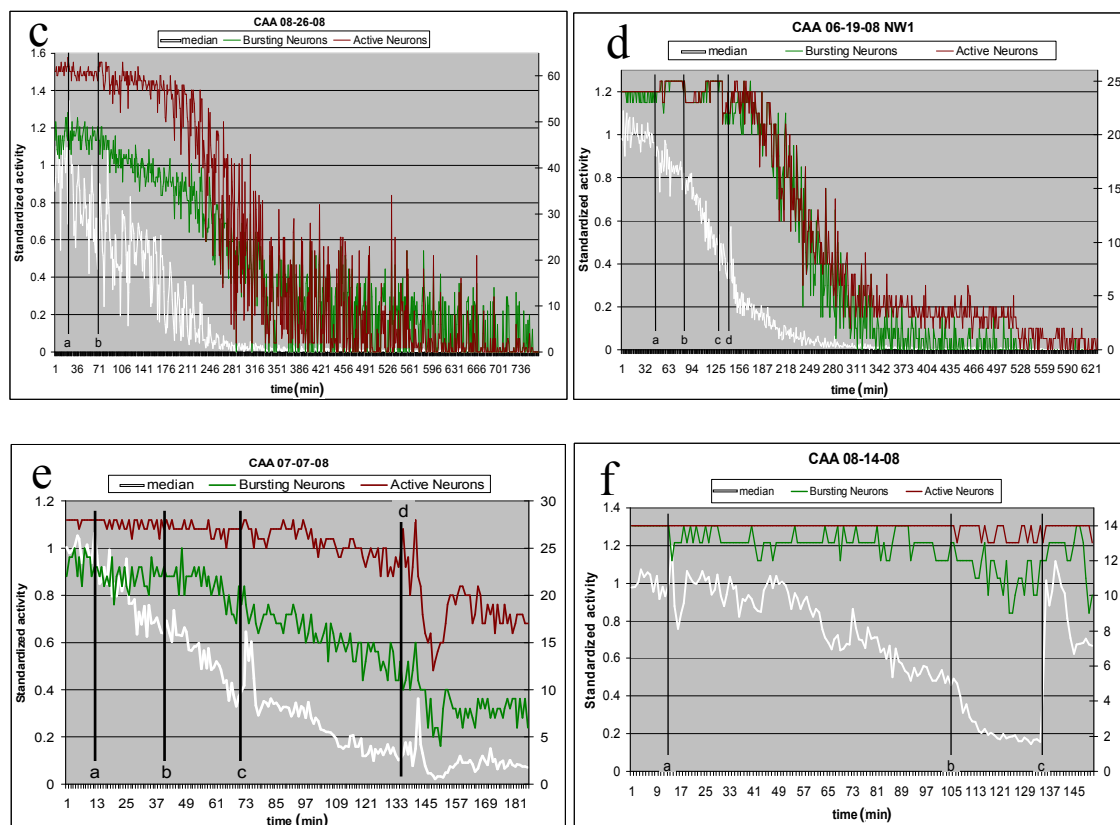 c
CAA 08-26-08
median Bursting Neurons Active Neurons
Standardized activity
1.6
1.4
1.2
1
0.8
0.6
0.4
0.2
0
60
50
40
30
20
10
0
a b
1 36 71 106 141 176 211 246 281 316 351 386 421 456 491 526 561 596 631 666 701 736
time (min)
d
CAA 06-19-08 NW1
median Bursting Neurons Active Neurons
Standardized activity
1.2
1
0.8
0.6
0.4
0.2
0
25
20
15
10
5
0
a b c d
1 32 63 94 125 156 187 218 249 280 311 342 373 404 435 466 497 528 559 590 621
time (min)
e
CAA 07-07-08
median Bursting Neurons Active Neurons
Standardized activity
1.2
1
0.8
0.6
0.4
0.2
0
30
25
20
15
10
5
0
d
a b c
1 13 25 37 49 61 73 85 97 109 121 133 145 157 169 181
time (min)
f
CAA 08-14-08
median Bursting Neurons Active Neurons
Standardized activity
1.4
1.2
1
0.8
0.6
0.4
0.2
0
14
12
10
8
6
4
2
0
a b c
1 9 17 25 33 41 49 57 65 73 81 89 97 105 113 121 129 137 145
time (min)